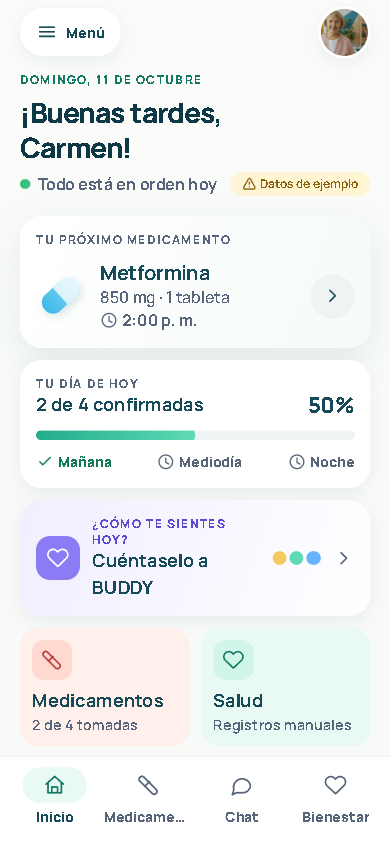 Menú
DOMINGO, 11 DE OCTUBRE
¡Buenas tardes,
Carmen!
Todo está en orden hoy
Datos de ejemplo
TU PRÓXIMO MEDICAMENTO
Metformina
850 mg · 1 tableta
2:00 p. m.
TU DÍA DE HOY
2 de 4 confirmadas
50%
Mañana
Mediodía
Noche
¿CÓMO TE SIENTES
HOY?
Cuéntaselo a
BUDDY
Medicamentos
2 de 4 tomadas
Salud
Registros manuales
Inicio
Medicame...
Chat
Bienestar